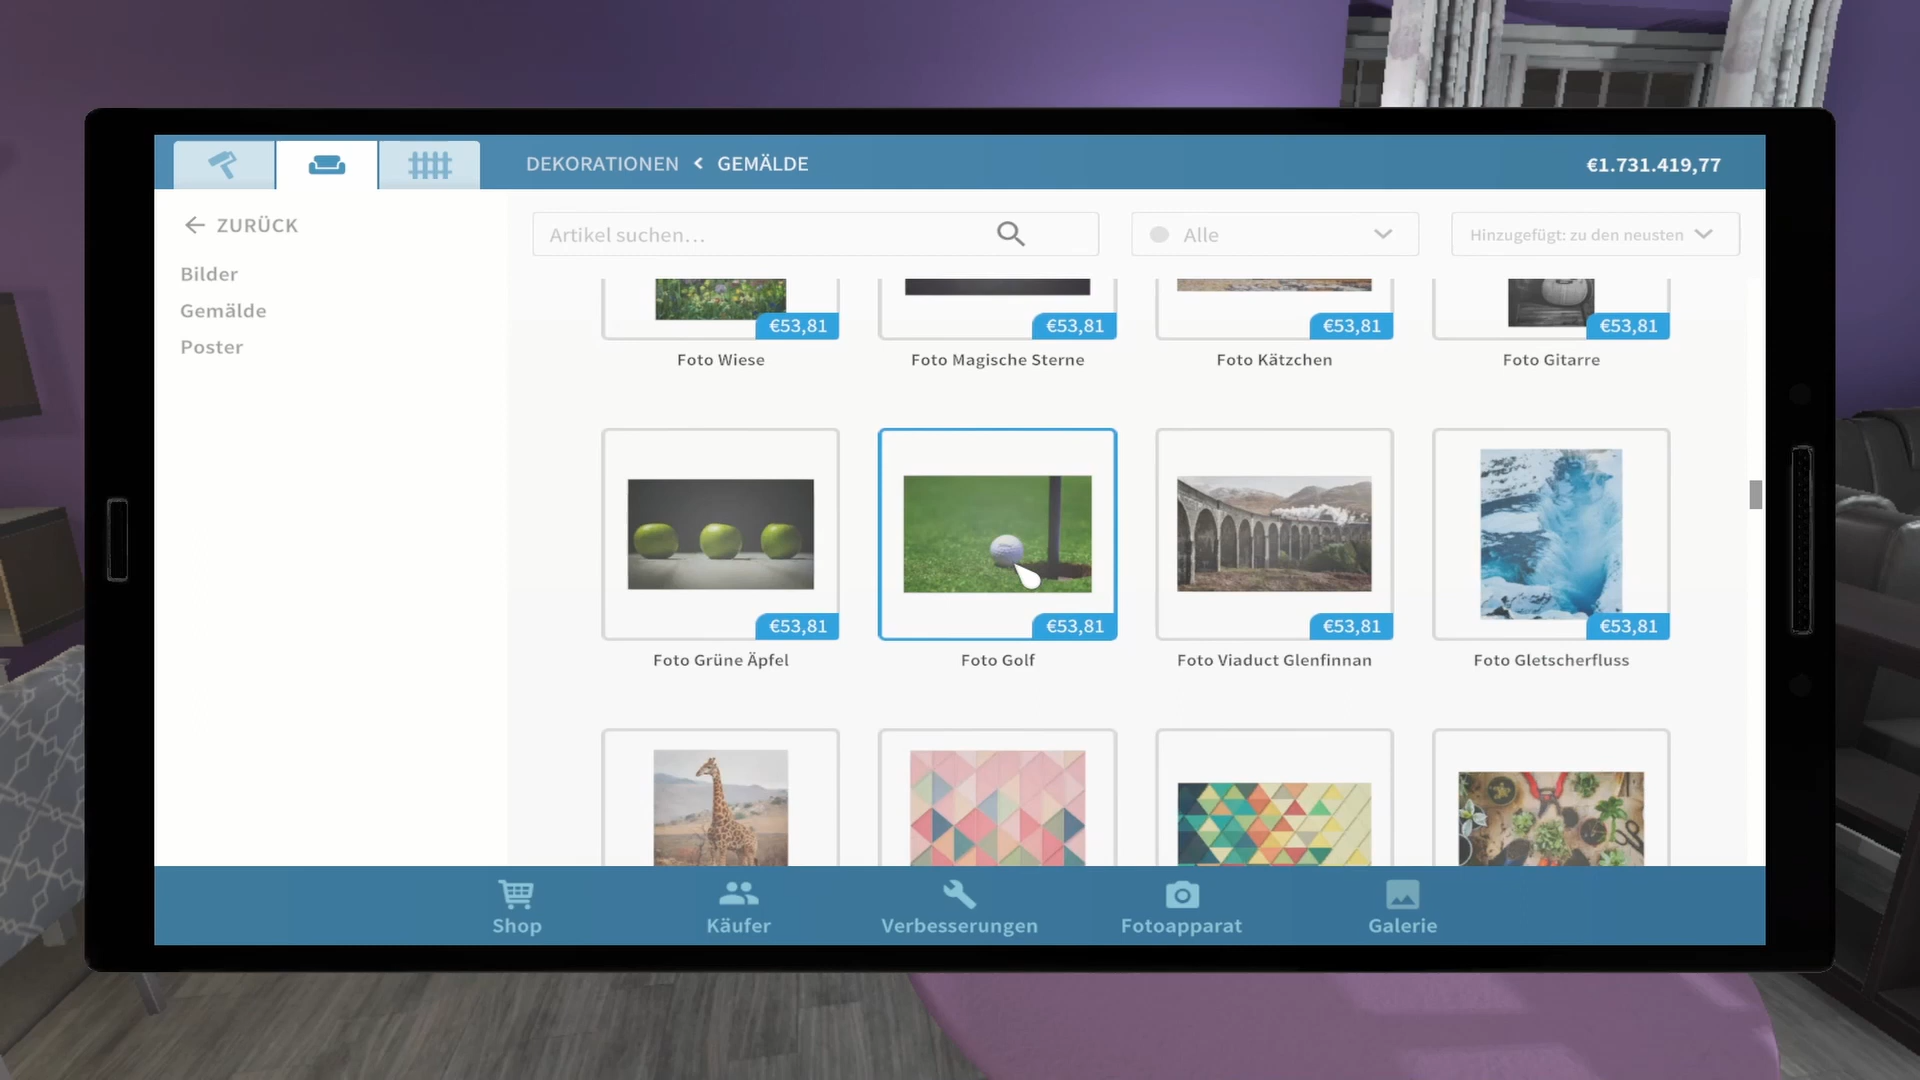 DEKORATIONEN < GEMÄLDE
€1.731.419,77
ZURÜCK
Bilder
Gemälde
Poster
Artikel suchen...
Alle
Hinzugefügt: zu den neusten
€53,81
€53,81
€53,81
€53,81
Foto Wiese
Foto Magische Sterne
Foto Kätzchen
Foto Gitarre
€53,81
€53,81
€53,81
€53,81
Foto Grüne Äpfel
Foto Golf
Foto Viaduct Glenfinnan
Foto Gletscherfluss
Shop
Käufer
Verbesserungen
Fotoapparat
Galerie